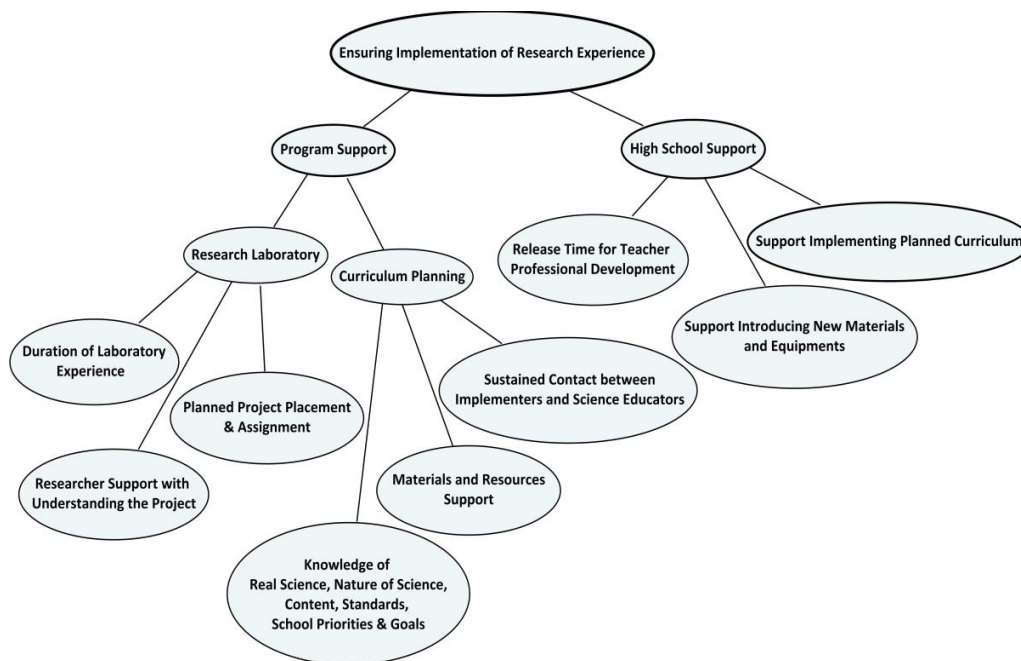 Ensuring Implementation of Research Experience
Program Support
High School Support
Research Laboratory
Curriculum Planning
Release Time for Teacher
Professional Development
Support Implementing Planned Curriculum
Duration of Laboratory
Experience
Planned Project Placement
& Assignment
Researcher Support with
Understanding the Project
Sustained Contact between
Implementers and Science Educators
Support Introducing New Materials
and Equipments
Materials and Resources
Support
Knowledge of
Real Science, Nature of Science,
Content, Standards,
School Priorities & Goals